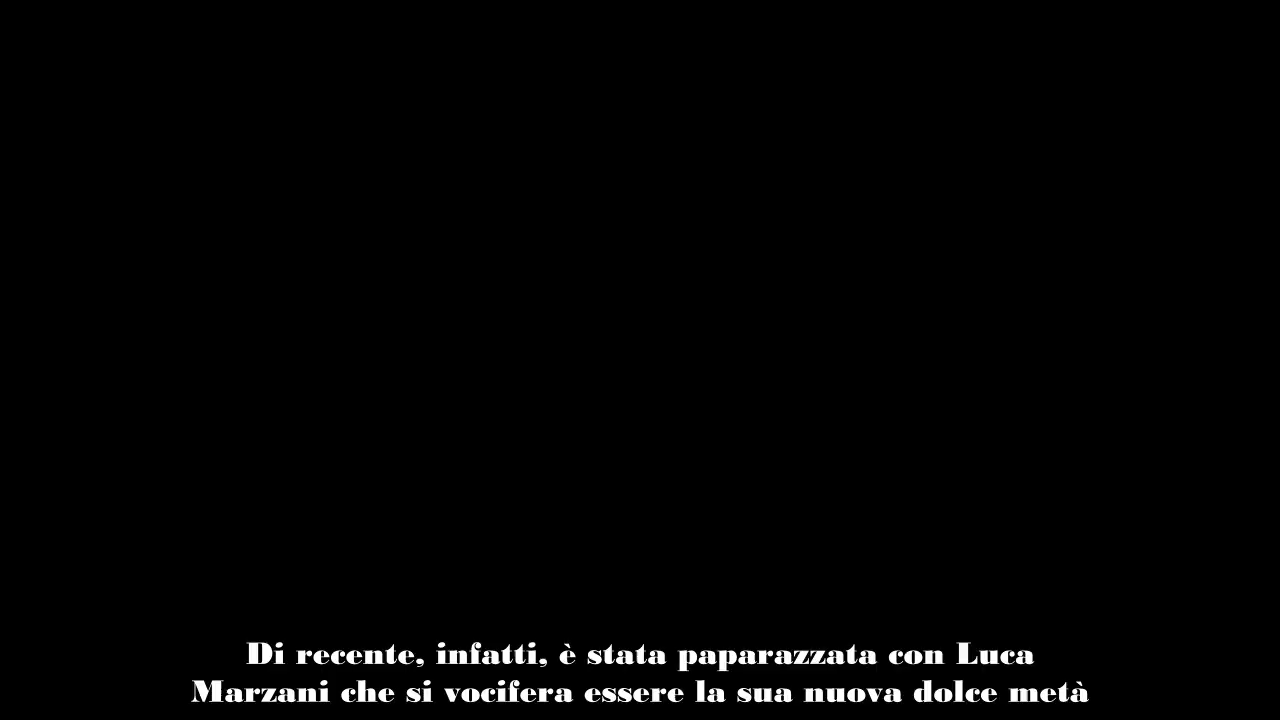 Di recente, infatti, è stata paparazzata con Luca
Marzani che si vocifera essere la sua nuova dolce metà